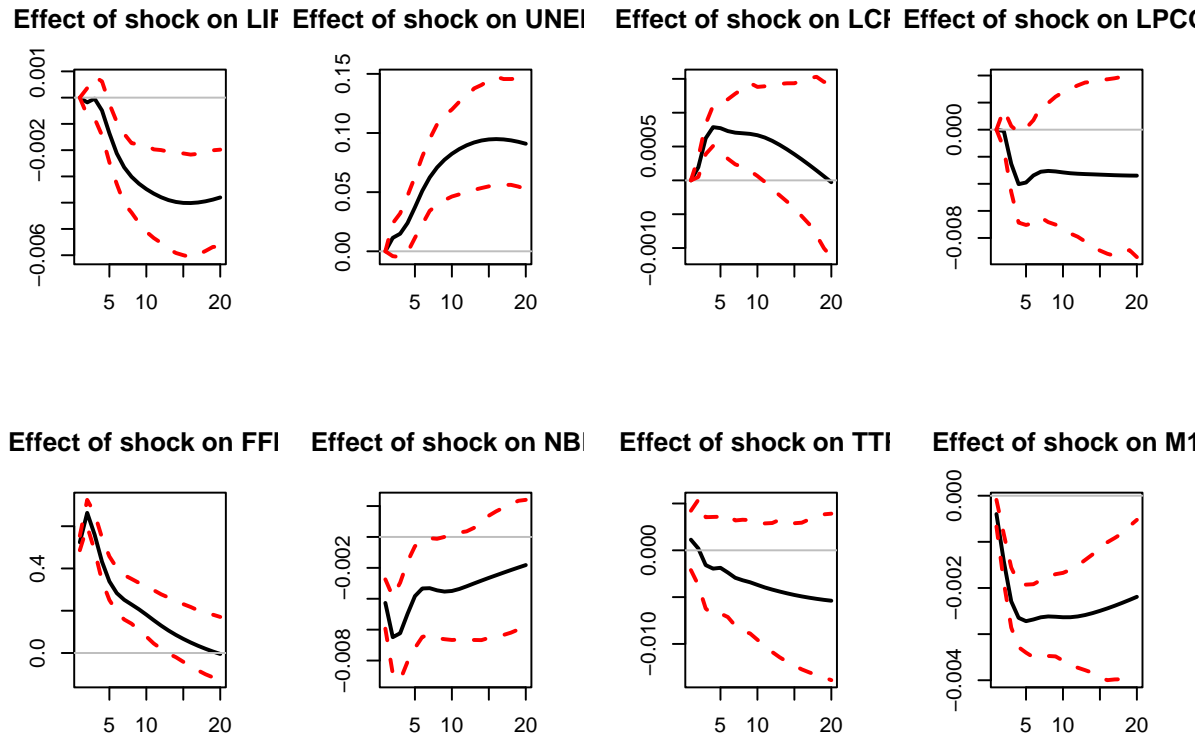 Effect of shock on LIF
0.001
−0.002
−0.006
5 10 20
Effect of shock on UNEI
0.15
0.10
0.05
0.00
5 10 20
Effect of shock on LCF
0.0005
−0.0010
5 10 20
Effect of shock on LPCC
0.000
−0.008
5 10 20
Effect of shock on FFI
0.4
0.0
5 10 20
Effect of shock on NBI
−0.002
−0.008
5 10 20
Effect of shock on TTF
0.000
−0.010
5 10 20
Effect of shock on M1
0.000
−0.002
−0.004
5 10 20